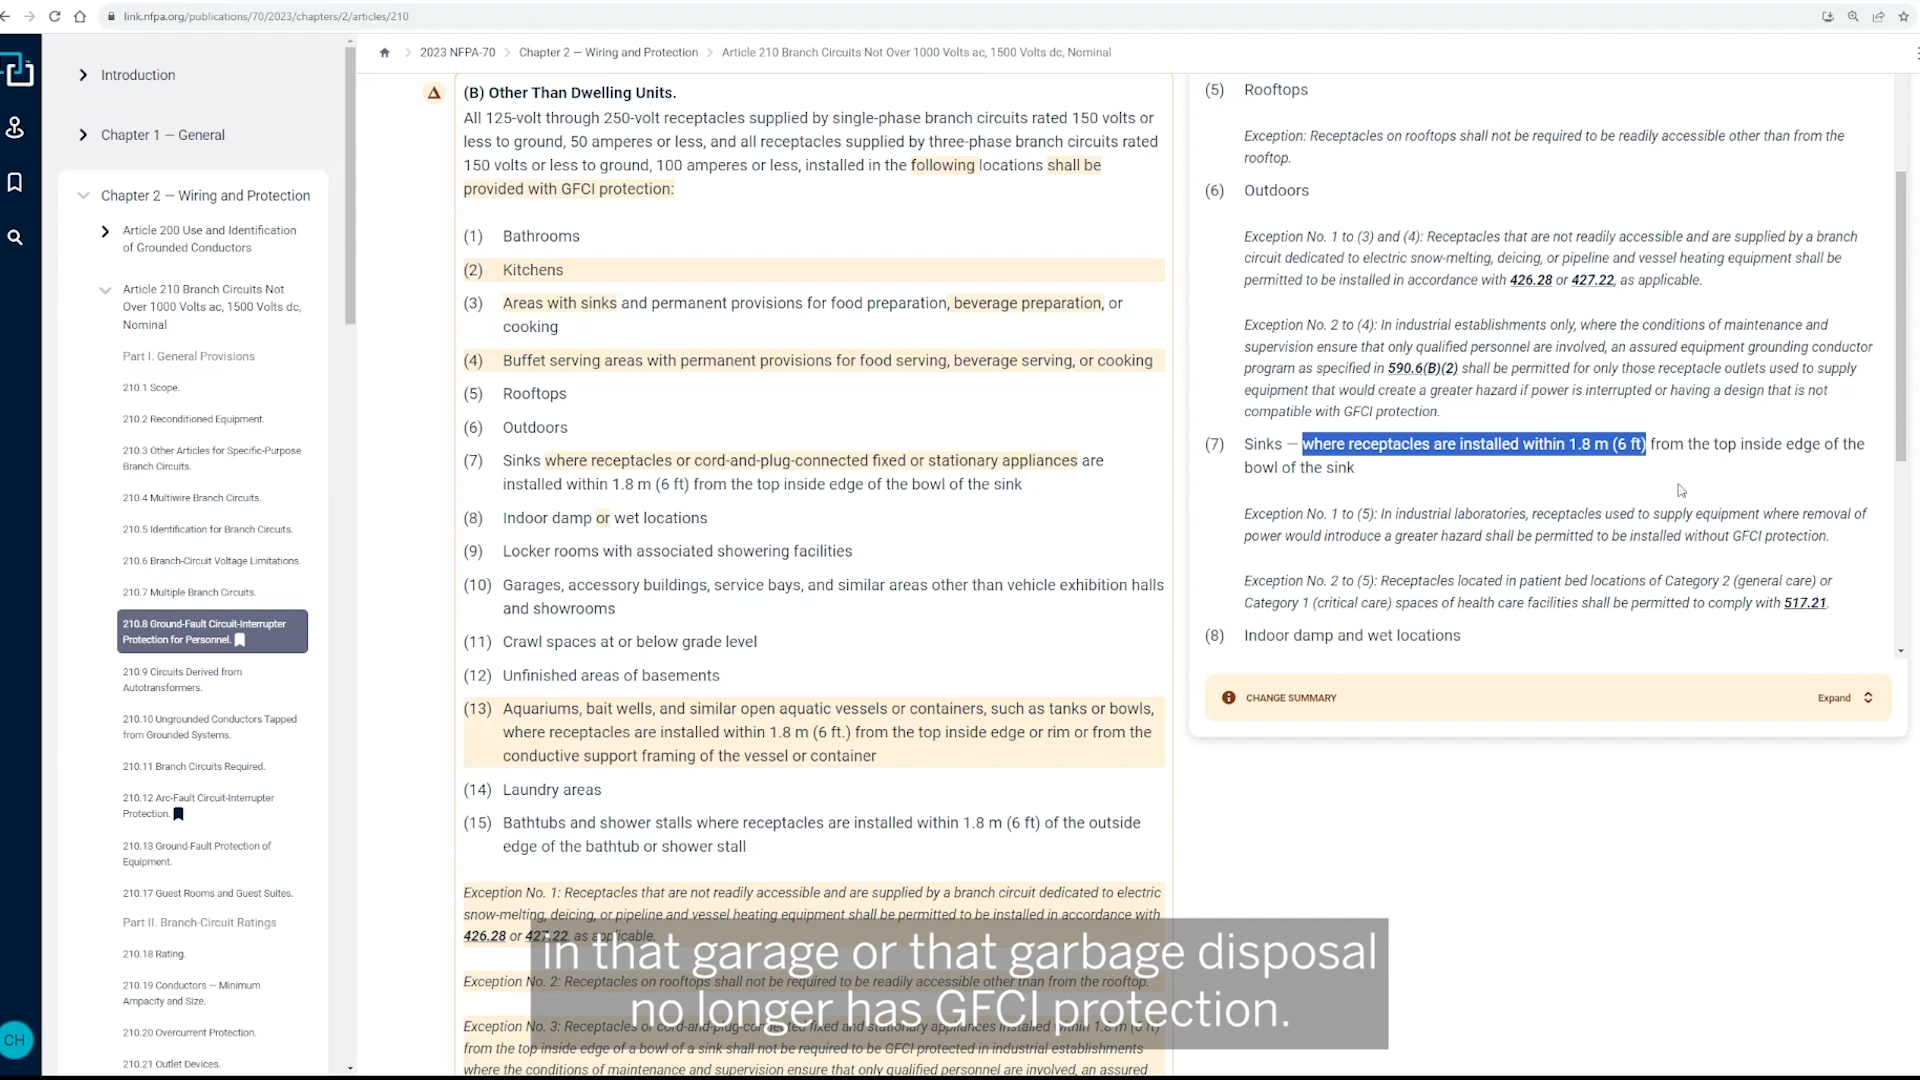 link.nfpa.org/publications/70/2023/chapters/2/articles/210
2023 NFPA-70
Chapter 2 — Wiring and Protection
Article 210 Branch Circuits Not Over 1000 Volts ac, 1500 Volts dc, Nominal
Introduction
Chapter 1 — General
Chapter 2 — Wiring and Protection
Article 200 Use and Identification
of Grounded Conductors
Article 210 Branch Circuits Not
Over 1000 Volts ac, 1500 Volts dc,
Nominal
Part I. General Provisions
210.1 Scope.
210.2 Reconditioned Equipment.
210.3 Other Articles for Specific-Purpose
Branch Circuits.
210.4 Multiwire Branch Circuits.
210.5 Identification for Branch Circuits.
210.6 Branch-Circuit Voltage Limitations.
210.7 Multiple Branch Circuits.
210.8 Ground-Fault Circuit-Interrupter
Protection for Personnel.
210.9 Circuits Derived from
Autotransformers.
210.10 Ungrounded Conductors Tapped
from Grounded Systems.
210.11 Branch Circuits Required.
210.12 Arc-Fault Circuit-Interrupter
Protection.
210.13 Ground-Fault Protection of
Equipment.
210.17 Guest Rooms and Guest Suites.
Part II. Branch-Circuit Ratings
210.18 Rating.
210.19 Conductors — Minimum
Ampacity and Size.
210.20 Overcurrent Protection.
210.21 Outlet Devices.
CH
(B) Other Than Dwelling Units.
All 125-volt through 250-volt receptacles supplied by single-phase branch circuits rated 150 volts or
less to ground, 50 amperes or less, and all receptacles supplied by three-phase branch circuits rated
150 volts or less to ground, 100 amperes or less, installed in the following locations shall be
provided with GFCI protection:
(1) Bathrooms
(2) Kitchens
(3) Areas with sinks and permanent provisions for food preparation, beverage preparation, or
cooking
(4) Buffet serving areas with permanent provisions for food serving, beverage serving, or cooking
(5) Rooftops
(6) Outdoors
(7) Sinks where receptacles or cord-and-plug-connected fixed or stationary appliances are
installed within 1.8 m (6 ft) from the top inside edge of the bowl of the sink
(8) Indoor damp or wet locations
(9) Locker rooms with associated showering facilities
(10) Garages, accessory buildings, service bays, and similar areas other than vehicle exhibition halls
and showrooms
(11) Crawl spaces at or below grade level
(12) Unfinished areas of basements
(13) Aquariums, bait wells, and similar open aquatic vessels or containers, such as tanks or bowls,
where receptacles are installed within 1.8 m (6 ft.) from the top inside edge or rim or from the
conductive support framing of the vessel or container
(14) Laundry areas
(15) Bathtubs and shower stalls where receptacles are installed within 1.8 m (6 ft) of the outside
edge of the bathtub or shower stall
Exception No. 1: Receptacles that are not readily accessible and are supplied by a branch circuit dedicated to electric
snow-melting, deicing, or pipeline and vessel heating equipment shall be permitted to be installed in accordance with
426.28 or 427.22, as applicable.
Exception No. 2: Receptacles on rooftops shall not be required to be readily accessible other than from the rooftop.
Exception No. 3: Receptacles or cord-and-plug-connected fixed and stationary appliances installed within 1.8 m (6 ft)
from the top inside edge of a bowl of a sink shall not be required to be GFCI protected in industrial establishments
where the conditions of maintenance and supervision ensure that only qualified personnel are involved, an assured
in that garage or that garbage disposal
no longer has GFCI protection.
(5) Rooftops
Exception: Receptacles on rooftops shall not be required to be readily accessible other than from the
rooftop.
(6) Outdoors
Exception No. 1 to (3) and (4): Receptacles that are not readily accessible and are supplied by a branch
circuit dedicated to electric snow-melting, deicing, or pipeline and vessel heating equipment shall be
permitted to be installed in accordance with 426.28 or 427.22, as applicable.
Exception No. 2 to (4): In industrial establishments only, where the conditions of maintenance and
supervision ensure that only qualified personnel are involved, an assured equipment grounding conductor
program as specified in 590.6(B)(2) shall be permitted for only those receptacle outlets used to supply
equipment that would create a greater hazard if power is interrupted or having a design that is not
compatible with GFCI protection.
(7) Sinks — where receptacles are installed within 1.8 m (6 ft) from the top inside edge of the
bowl of the sink
Exception No. 1 to (5): In industrial laboratories, receptacles used to supply equipment where removal of
power would introduce a greater hazard shall be permitted to be installed without GFCI protection.
Exception No. 2 to (5): Receptacles located in patient bed locations of Category 2 (general care) or
Category 1 (critical care) spaces of health care facilities shall be permitted to comply with 517.21.
(8) Indoor damp and wet locations
CHANGE SUMMARY
Expand